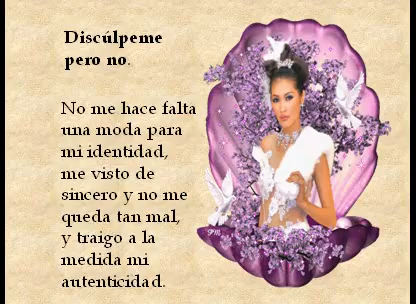 Discúlpeme
pero no.
No me hace falta
una moda para
mi identidad,
me visto de
sincero y no me
queda tan mal,
y traigo a la
medida mi
autenticidad.